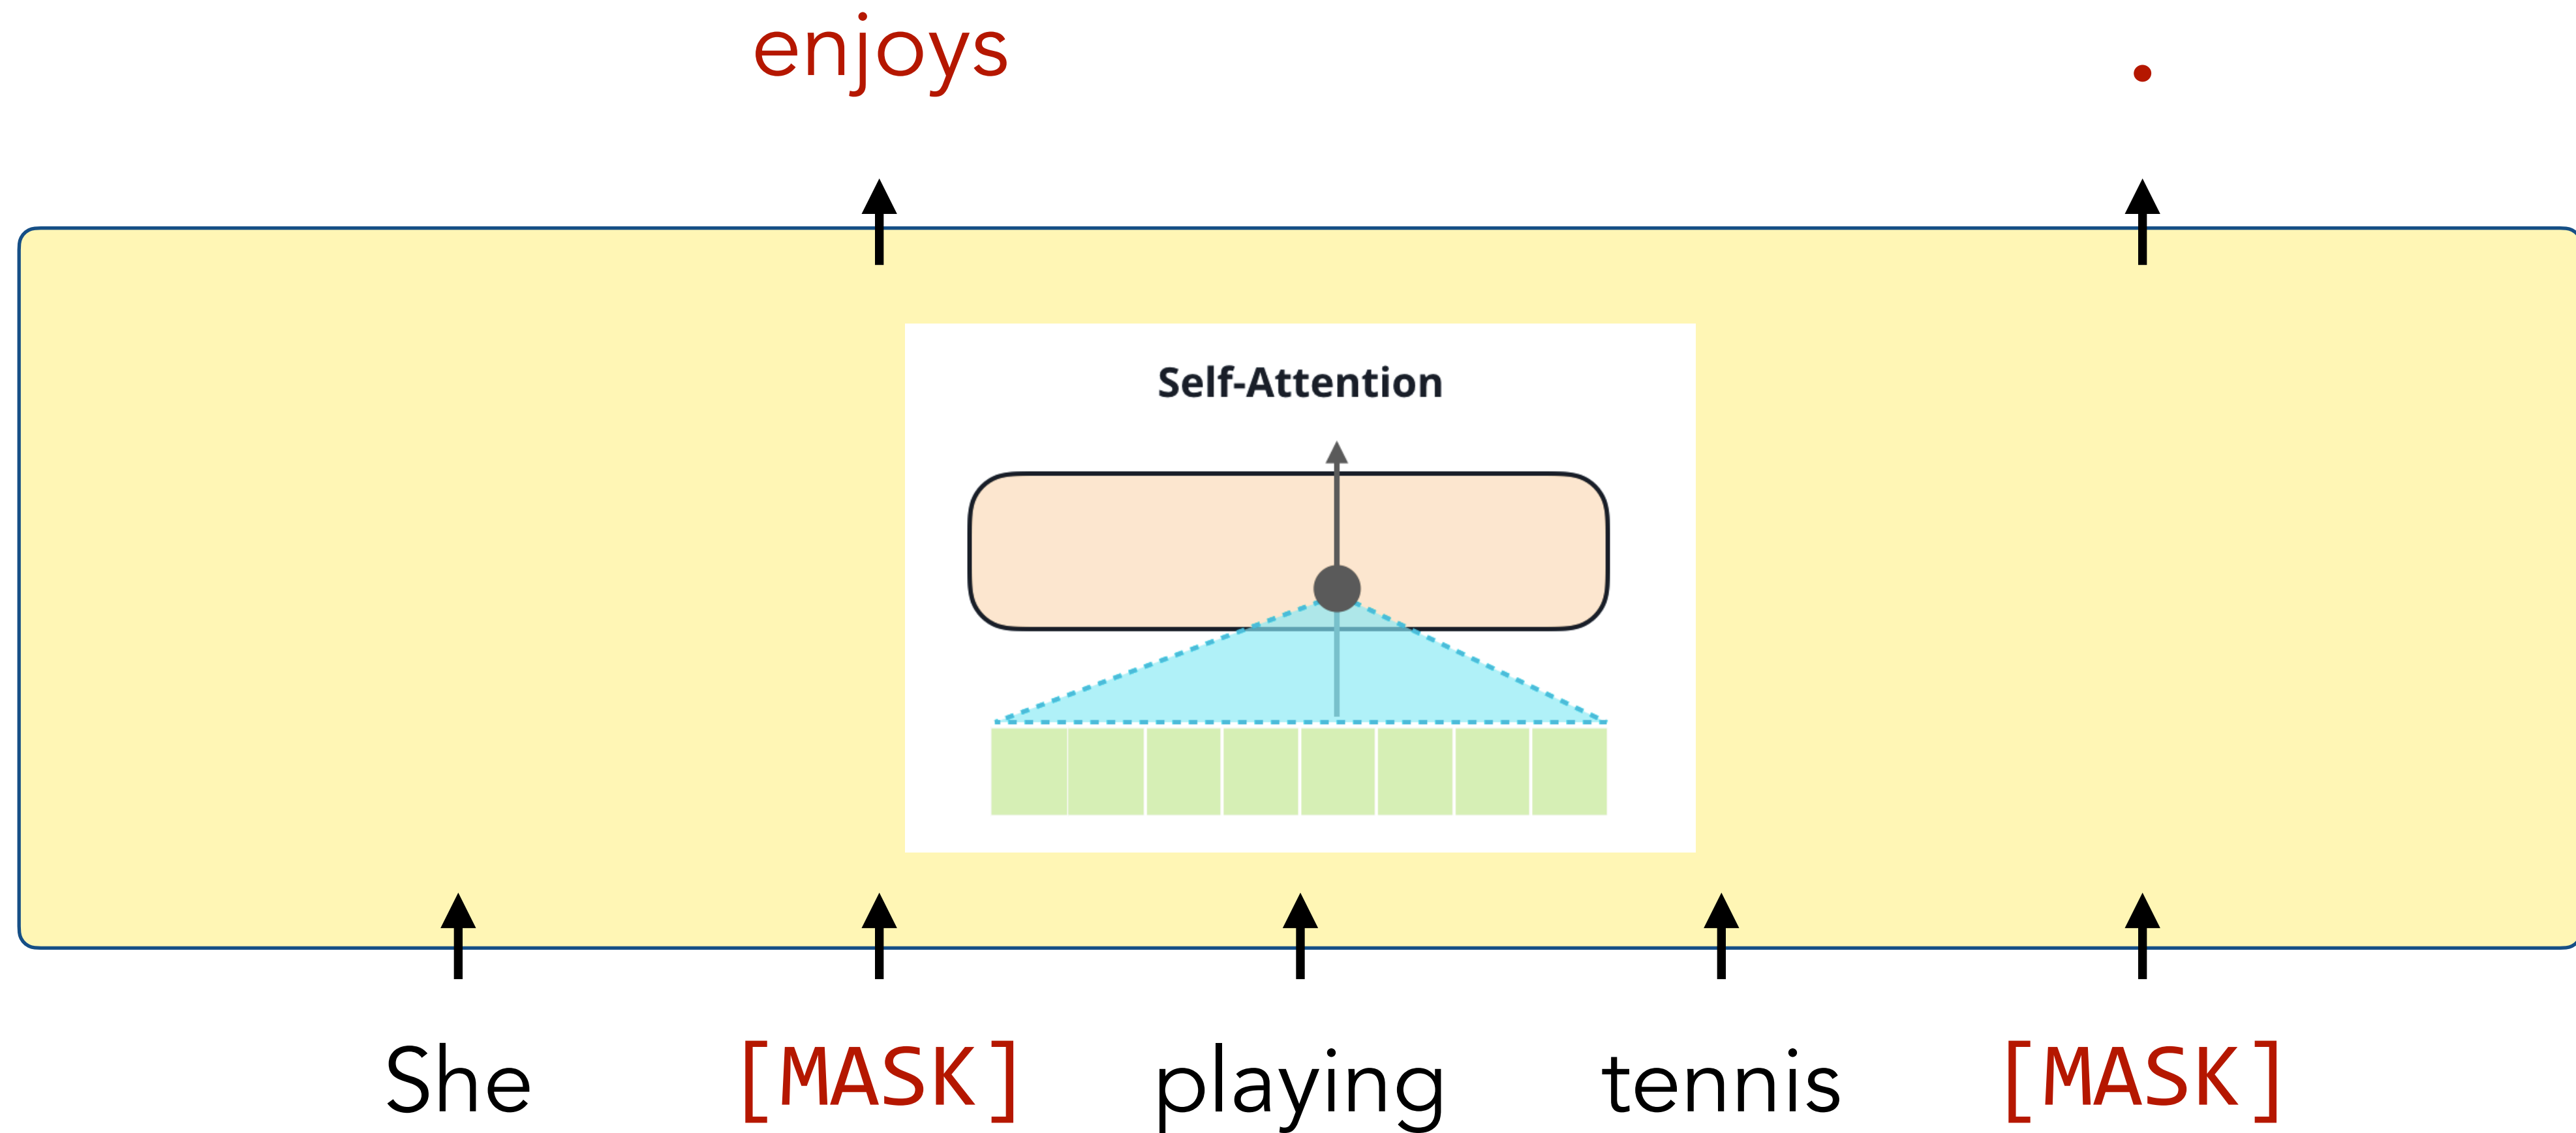 enjoys .
Self-Attention
She [MASK] playing tennis [MASK]